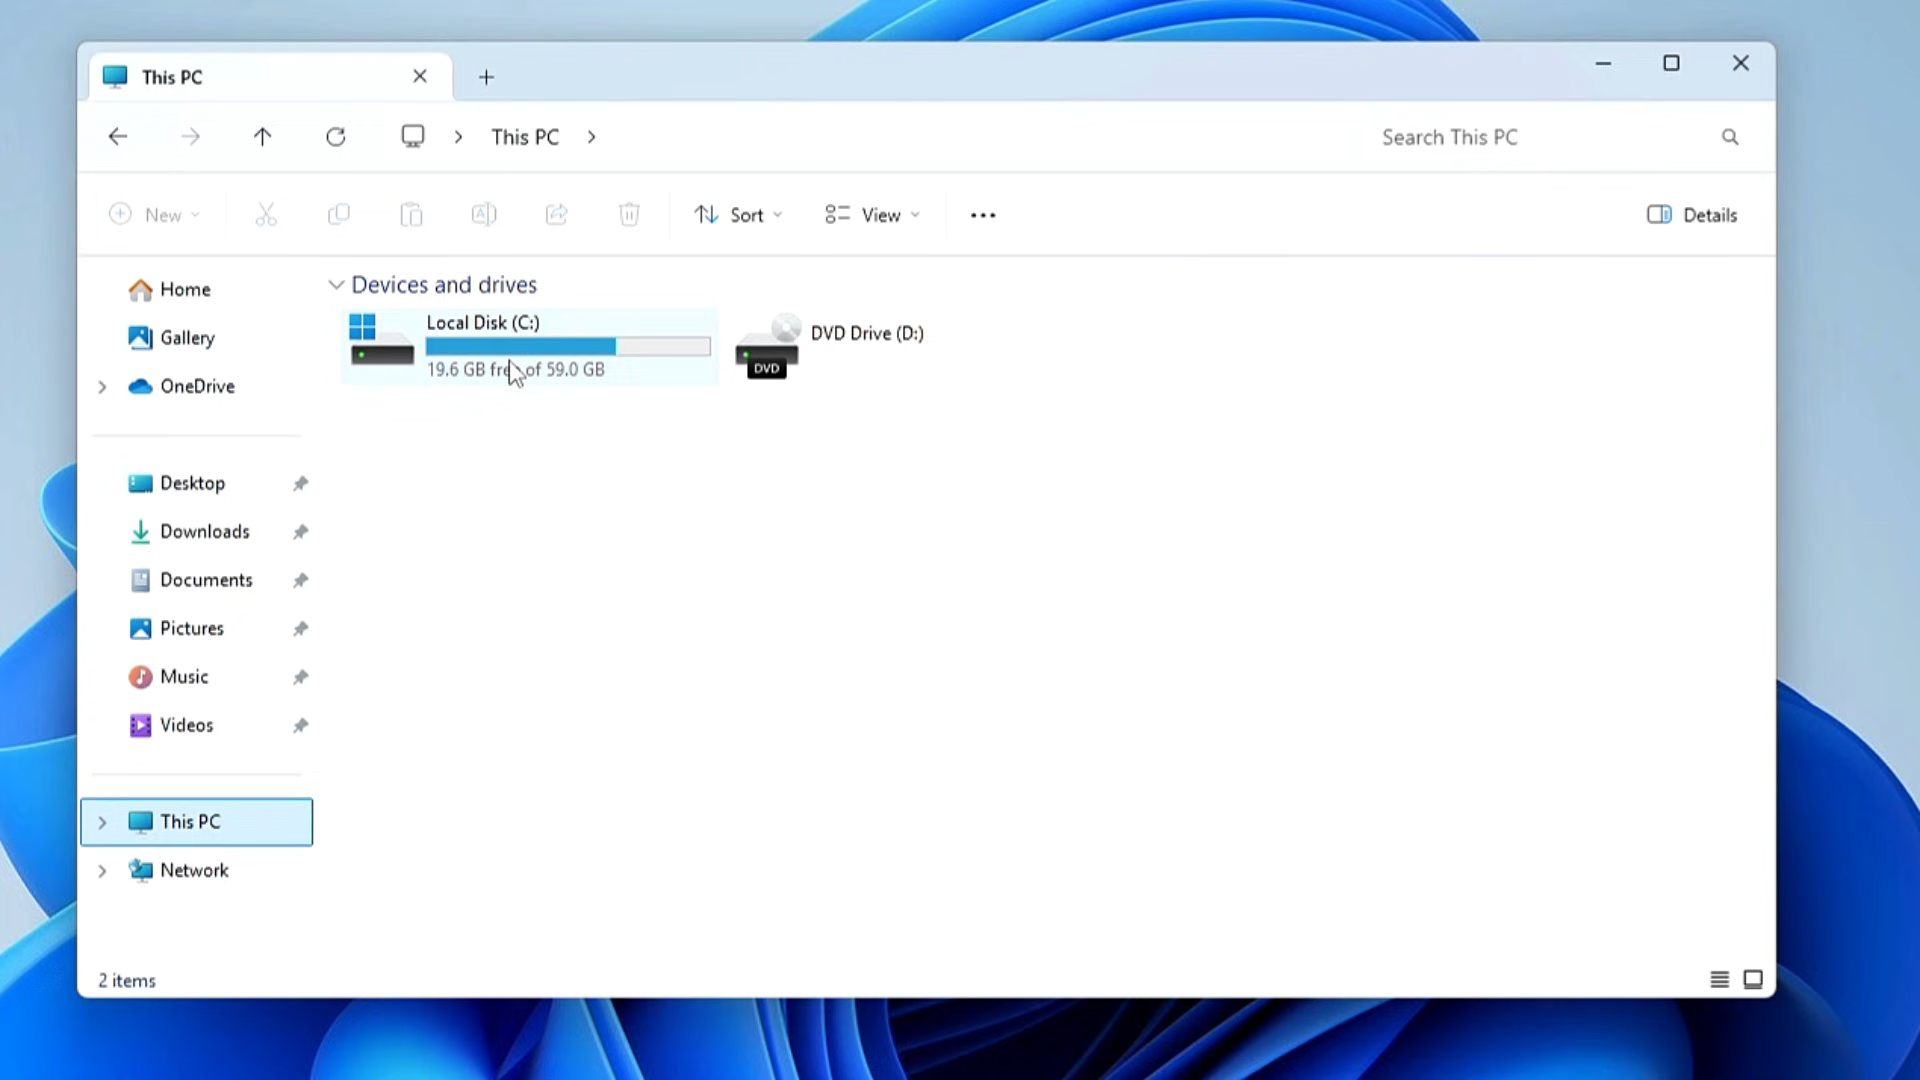 This PC
This PC
Search This PC
New
Sort
View
Details
Home
Gallery
OneDrive
Desktop
Downloads
Documents
Pictures
Music
Videos
This PC
Network
Devices and drives
Local Disk (C:)
19.6 GB free of 59.0 GB
DVD
DVD Drive (D:)
2 items